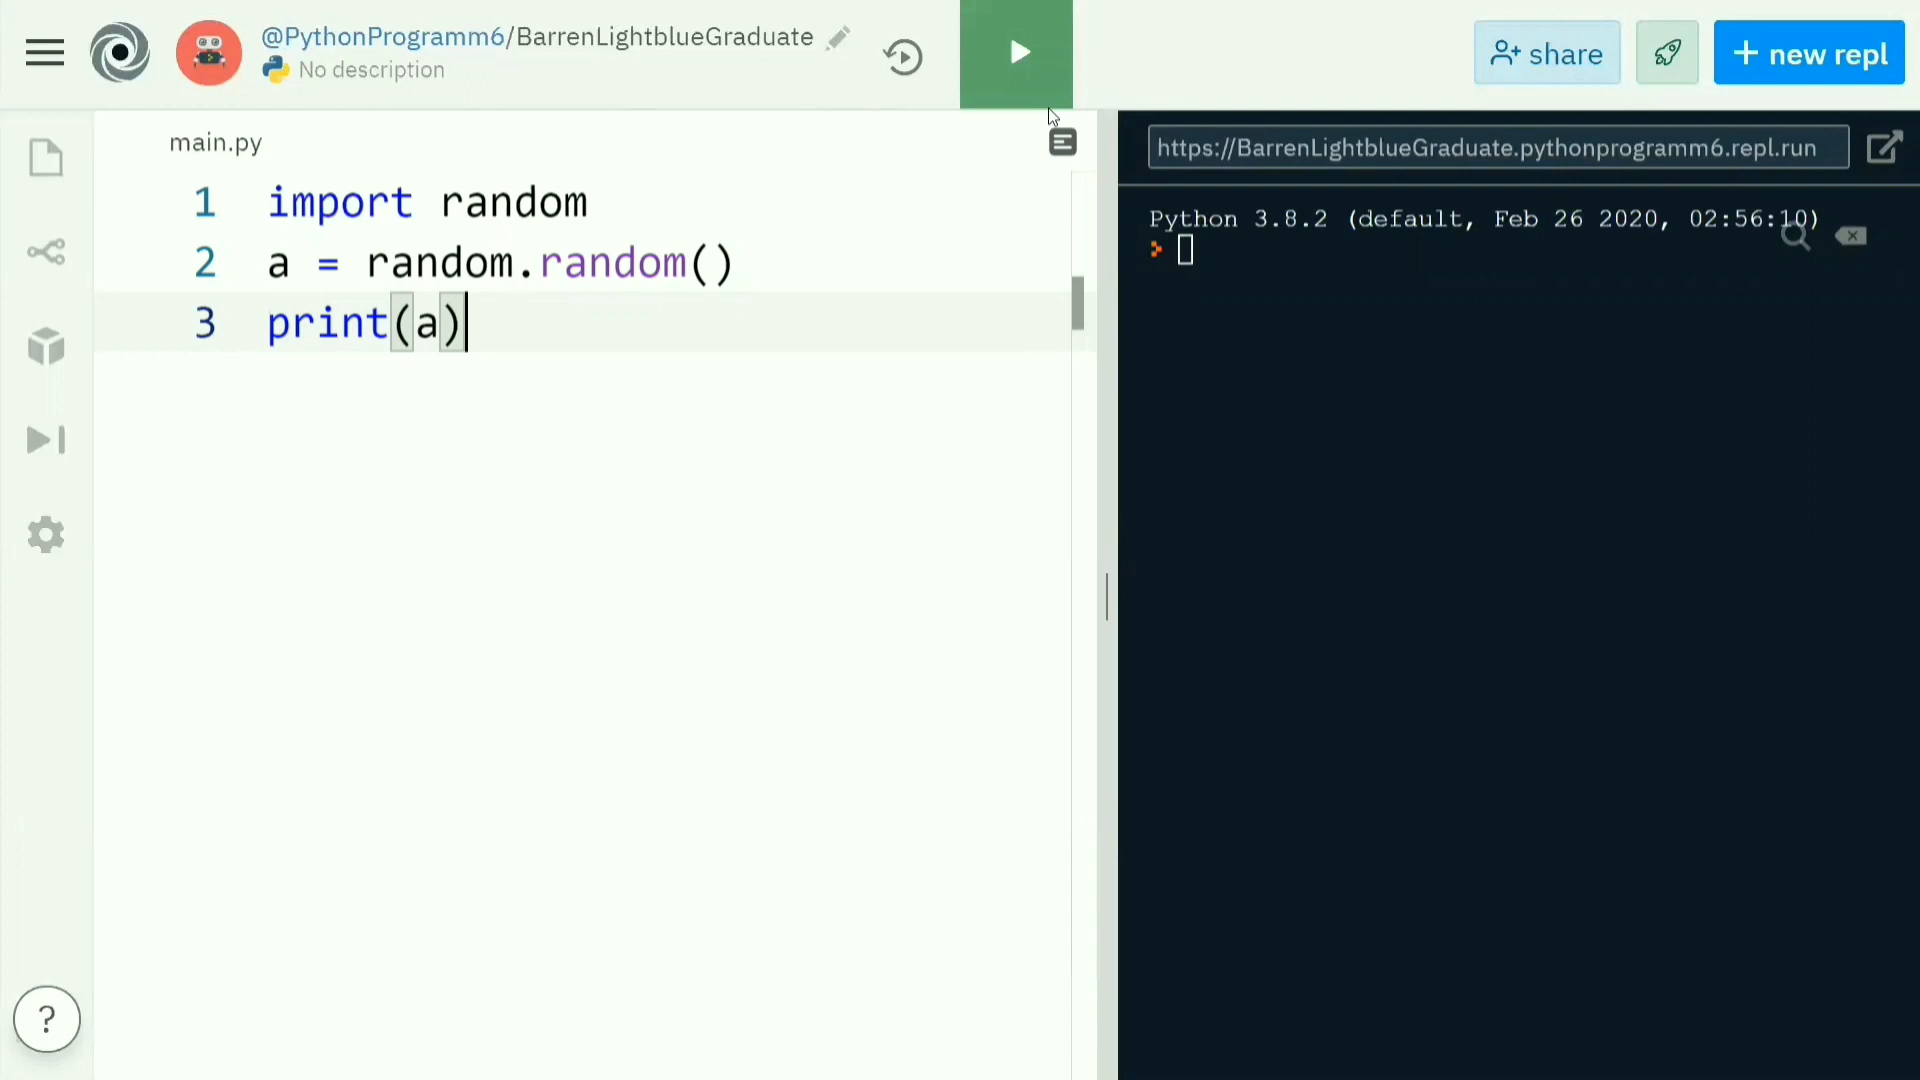 @PythonProgramm6/BarrenLightblueGraduate
No description
share
+ new repl
main.py
https://BarrenLightblueGraduate.pythonprogramm6.repl.run
1 import random
2 a = random.random()
3 print(a)
Python 3.8.2 (default, Feb 26 2020, 02:56:10)
?